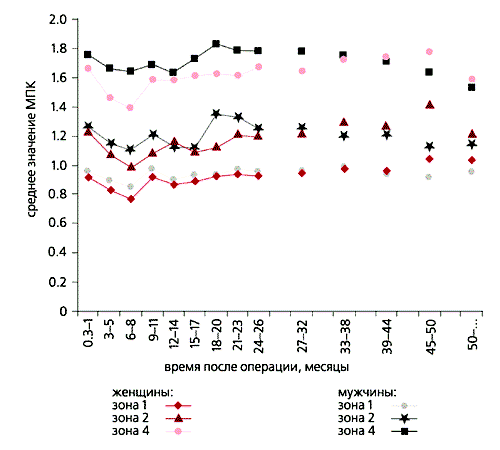 среднее значение МПК
2.0
1.8
1.6
1.4
1.2
1.0
0.8
0.6
0.4
0.2
0
0.3–1
3–5
6–8
9–11
12–14
15–17
18–20
21–23
24–26
27–32
33–38
39–44
45–50
50–...
время после операции, месяцы
женщины:
зона 1
зона 2
зона 4
мужчины:
зона 1
зона 2
зона 4